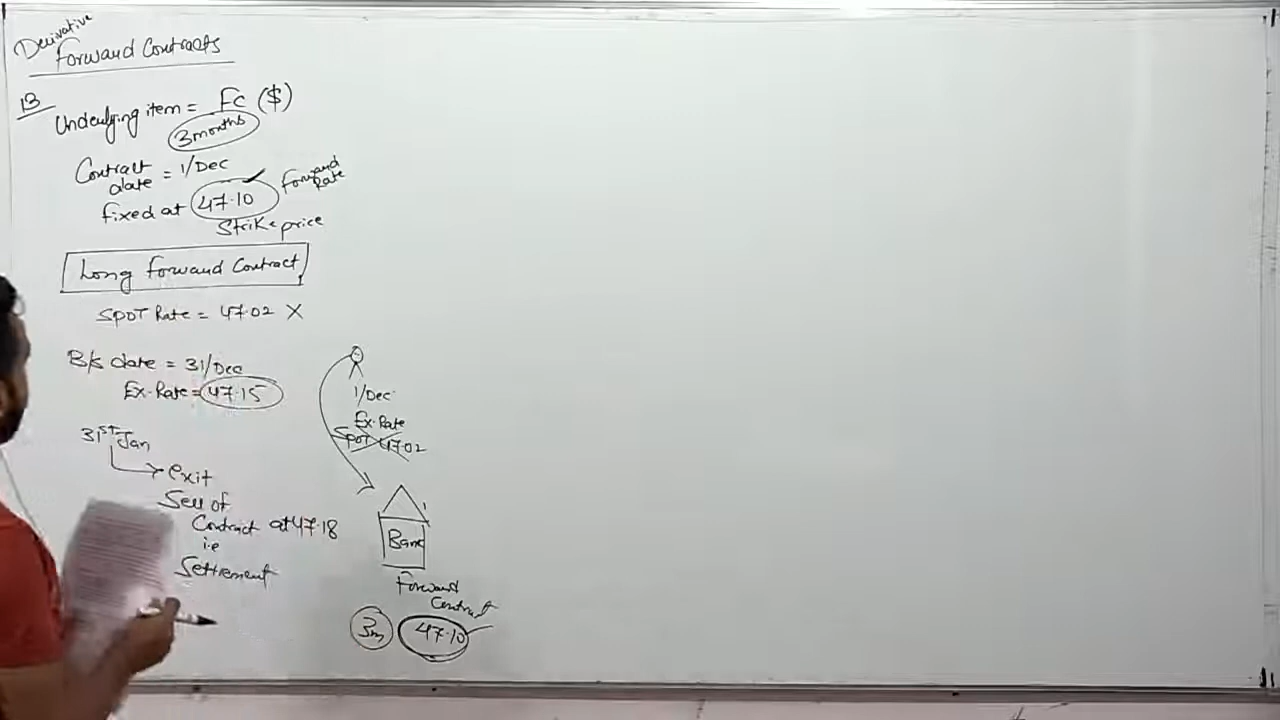 Derivative
Forward Contracts
13
Underlying item = Fc ($)
3 months
Contract date = 1/Dec
fixed at 47.10 forward Rate
Strike price
Long Forward Contract
SPOT Rate = 47.02 X
B/s date = 31/Dec
Ex. Rate = 47.15
31ST Jan
exit
Sell of
Contract at 47.18
i.e
Settlement
1/Dec
Ex. Rate
Spot 47.02
Bank
Forward
Contract
3m 47.10